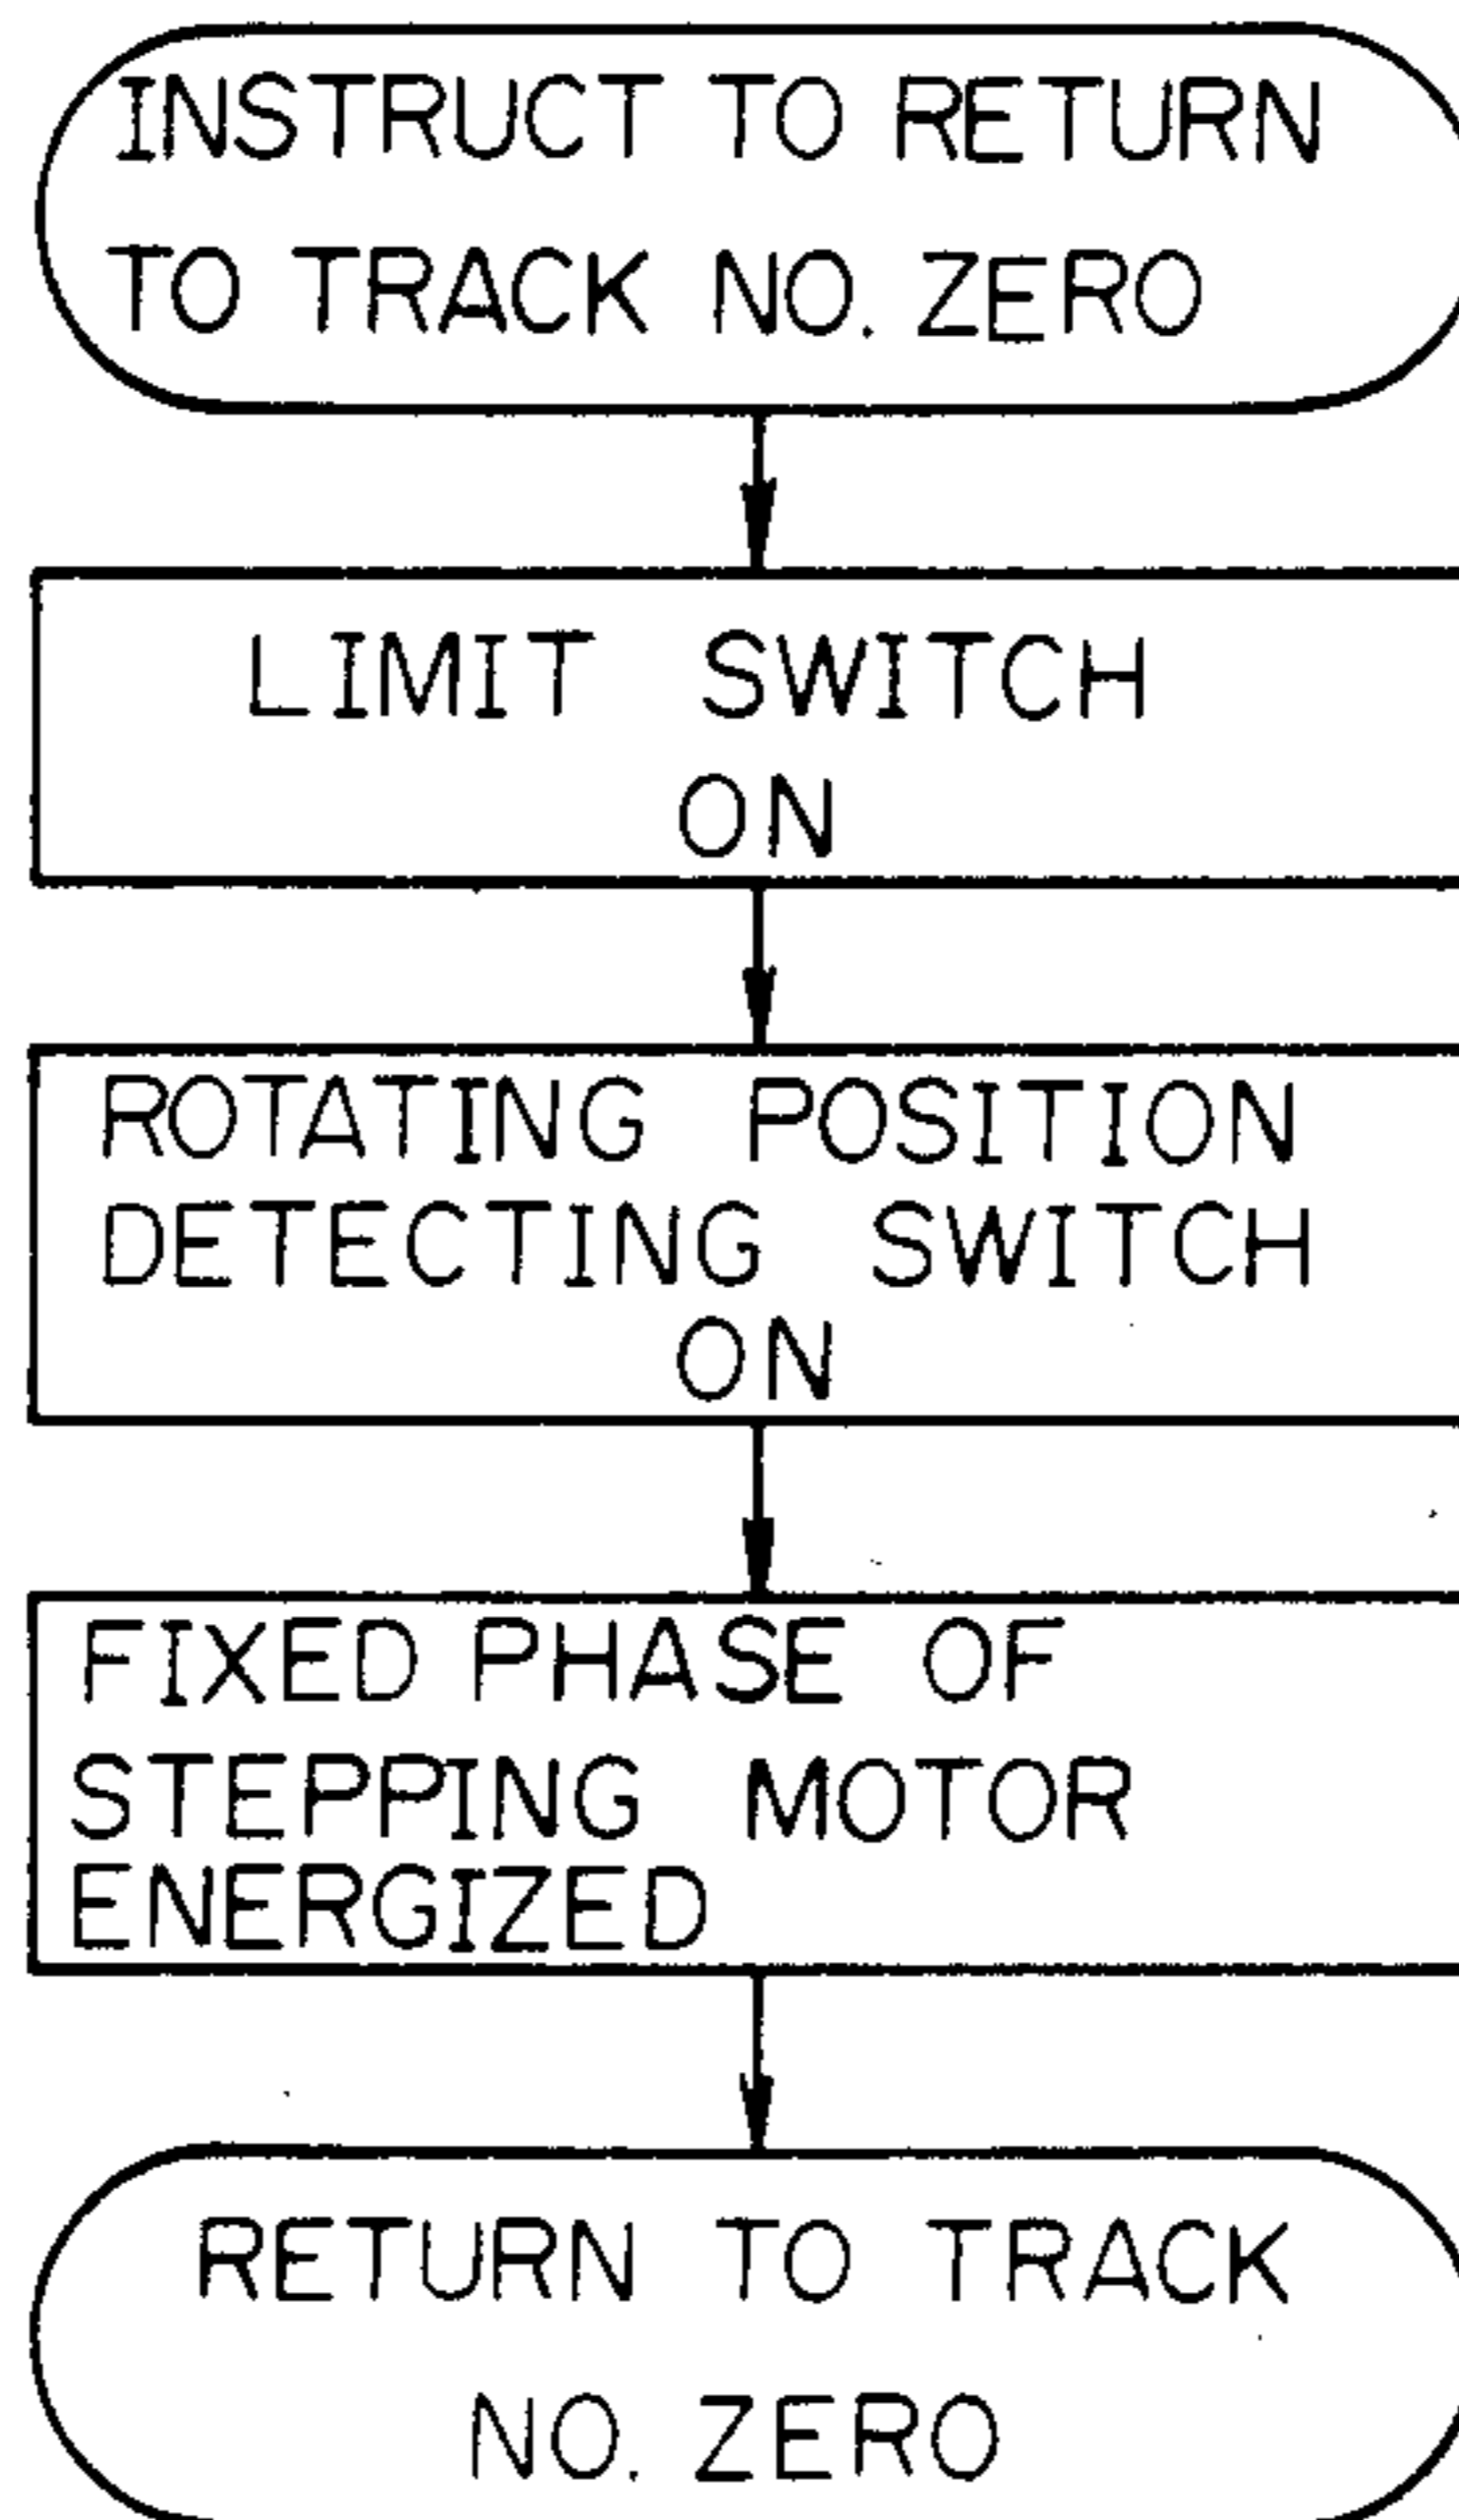 INSTRUCT TO RETURN
TO TRACK NO. ZERO
LIMIT SWITCH
ON
ROTATING POSITION
DETECTING SWITCH
ON
FIXED PHASE OF
STEPPING MOTOR
ENERGIZED
RETURN TO TRACK
NO. ZERO